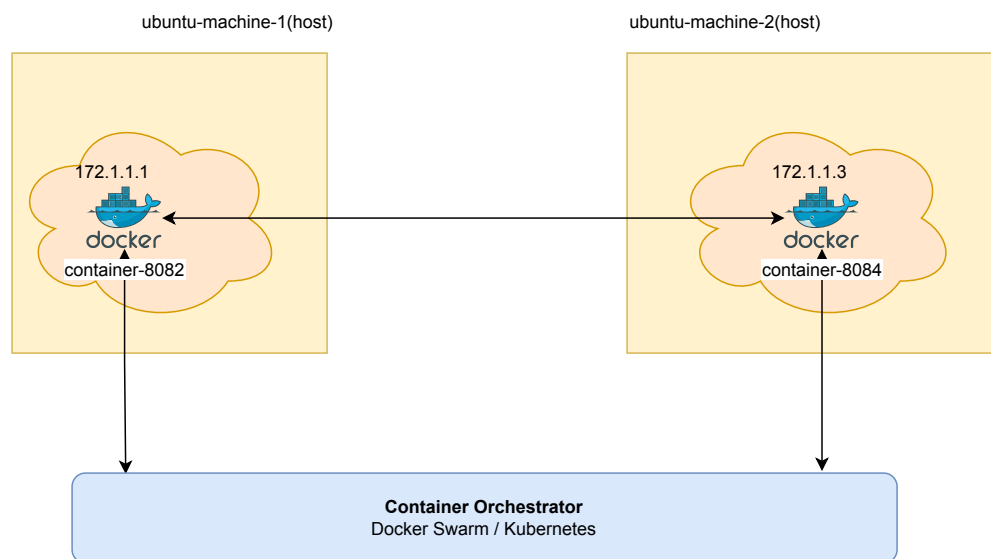 ubuntu-machine-1(host)
ubuntu-machine-2(host)
172.1.1.1
docker
container-8082
172.1.1.3
docker
container-8084
Container Orchestrator
Docker Swarm / Kubernetes